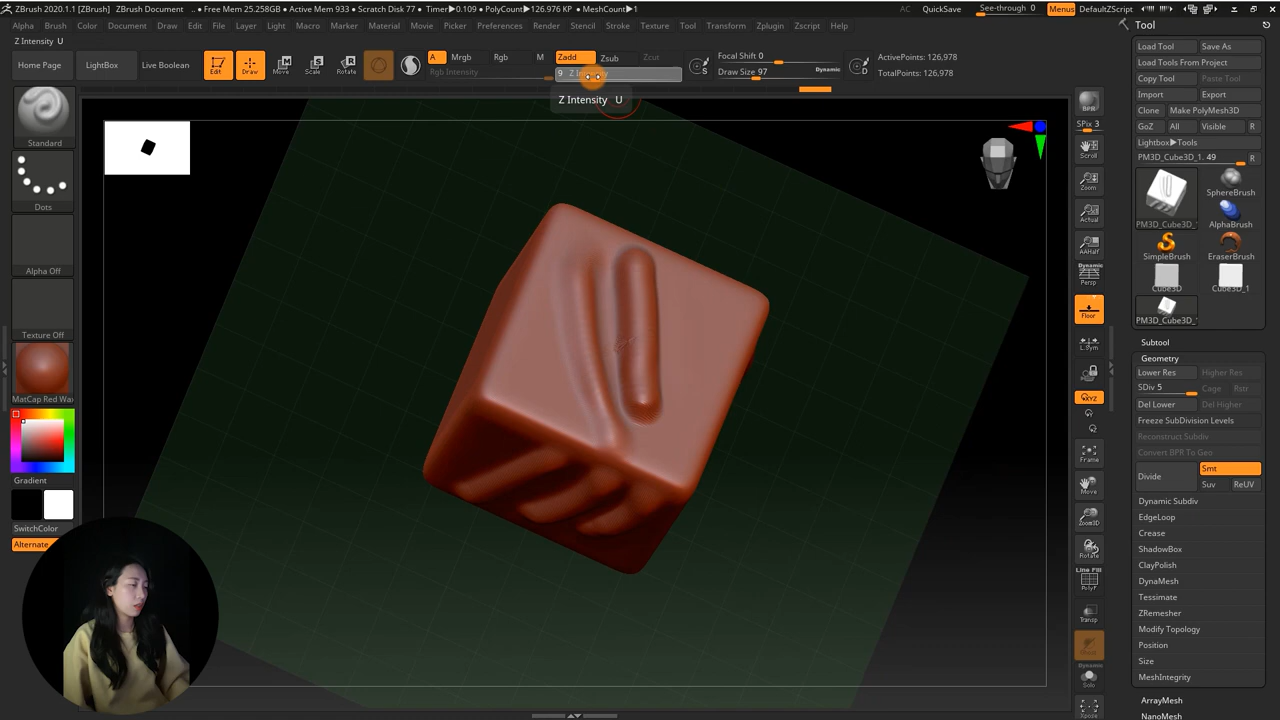 ZBrush 2020.1.1 [ZBrush] ZBrush Document .. • Free Mem 25.258GB • Active Mem 933 • Scratch Disk 77 • Timer▶0.109 • PolyCount▶126.976 KP • MeshCount▶1
AC QuickSave See-through 0 Menus DefaultZScript
Alpha Brush Color Document Draw Edit File Layer Light Macro Marker Material Movie Picker Preferences Render Stencil Stroke Texture Tool Transform Zplugin Zscript
Z Intensity U
Home Page LightBox Live Boolean
Edit Draw Move Scale Rotate
A Mrgb Rgb M
Rgb Intensity
Zadd Zsub Zcut
9 Z Intensity
Z Intensity U
Focal Shift 0
Draw Size 97 Dynamic
S
D
ActivePoints: 126,978
TotalPoints: 126,978
Standard
Dots
Alpha Off
Texture Off
MatCap Red Wax
Gradient
SwitchColor
Alternate
BPR
SPix 3
Scroll
Zoom
Actual
AAHalf
Dynamic
Persp
Floor
L.Sym
XYZ
Frame
Move
Zoom3D
Rotate
Line Fill
PolyF
Transp
Ghost
Dynamic
Solo
Xpose
Tool
Load Tool Save As
Load Tools From Project
Copy Tool Paste Tool
Import Export
Clone Make PolyMesh3D
GoZ All Visible R
Lightbox▶Tools
PM3D_Cube3D_1. 49 R
SphereBrush
PM3D_Cube3D_ AlphaBrush
SimpleBrush EraserBrush
Cube3D Cube3D_1
PM3D_Cube3D_
Subtool
Geometry
Lower Res Higher Res
SDiv 5 Cage Rstr
Del Lower Del Higher
Freeze SubDivision Levels
Reconstruct Subdiv
Convert BPR To Geo
Divide Smt
Suv ReUV
Dynamic Subdiv
EdgeLoop
Crease
ShadowBox
ClayPolish
DynaMesh
Tessimate
ZRemesher
Modify Topology
Position
Size
MeshIntegrity
ArrayMesh
NanoMesh